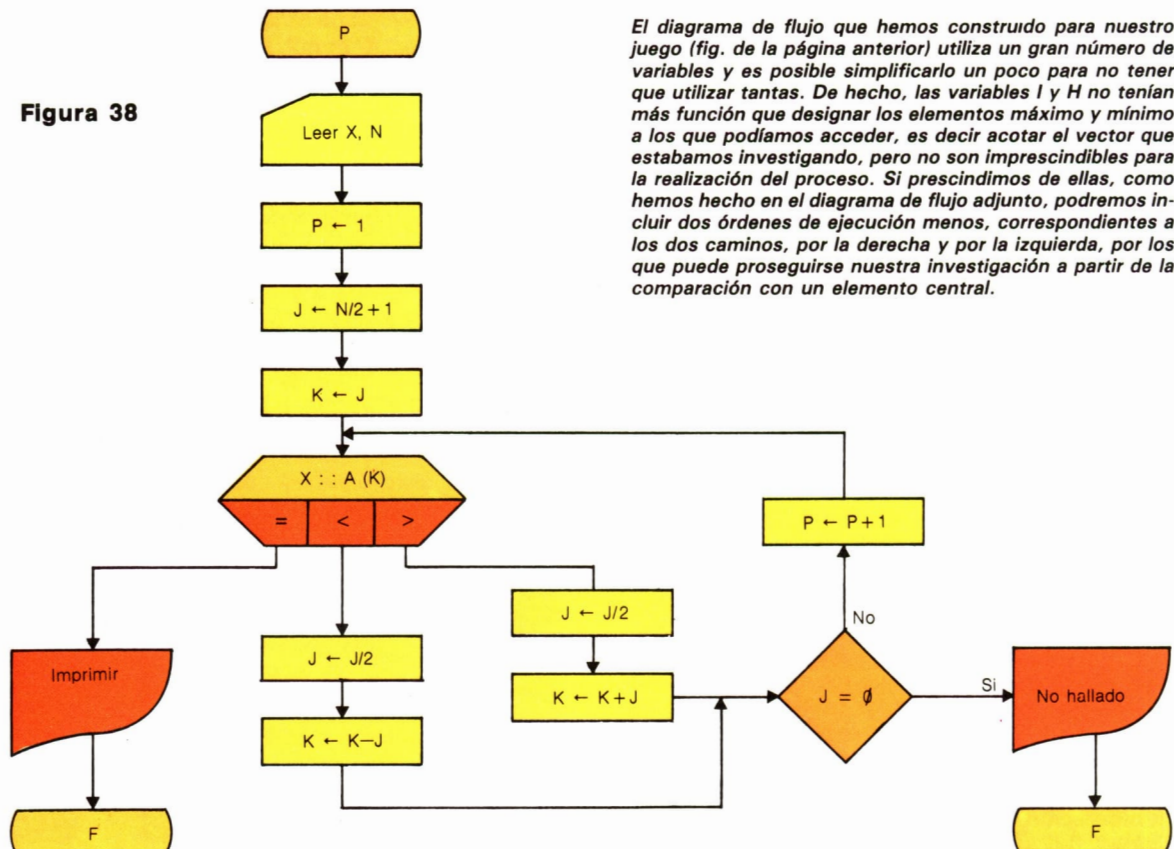 Figura 38
El diagrama de flujo que hemos construido para nuestro
juego (fig. de la página anterior) utiliza un gran número de
variables y es posible simplificarlo un poco para no tener
que utilizar tantas. De hecho, las variables I y H no tenían
más función que designar los elementos máximo y mínimo
a los que podíamos acceder, es decir acotar el vector que
estabamos investigando, pero no son imprescindibles para
la realización del proceso. Si prescindimos de ellas, como
hemos hecho en el diagrama de flujo adjunto, podremos in-
cluir dos órdenes de ejecución menos, correspondientes a
los dos caminos, por la derecha y por la izquierda, por los
que puede proseguirse nuestra investigación a partir de la
comparación con un elemento central.
P
Leer X, N
P ← 1
J ← N/2 + 1
K ← J
X : : A (K)
= < >
Imprimir
F
J ← J/2
K ← K−J
J ← J/2
K ← K+J
J = ∅
No
P ← P+1
Si
No hallado
F